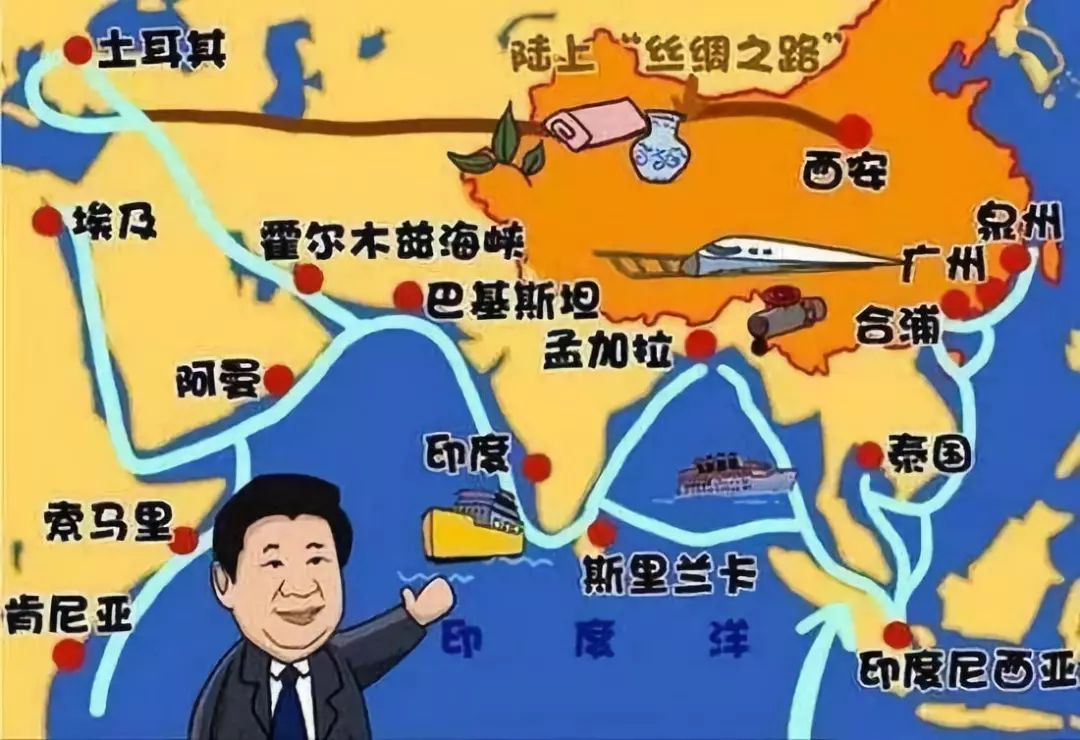 土耳其
陆上“丝绸之路”
西安
埃及
泉州
霍尔木兹海峡
广州
巴基斯坦
合浦
孟加拉
阿曼
印度
泰国
索马里
斯里兰卡
肯尼亚
印度洋
印度尼西亚